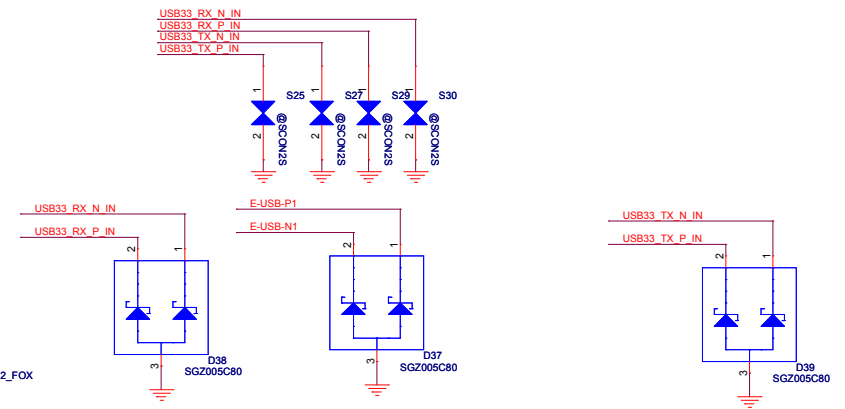 USB33_RX_N_IN
USB33_RX_P_IN
USB33_TX_N_IN
USB33_TX_P_IN
1
1
1
1
S25
S27
S29
S30
2
2
2
2
@SCON2S
@SCON2S
@SCON2S
@SCON2S
USB33_RX_N_IN
USB33_RX_P_IN
2
1
3
D38
SGZ005C80
E-USB-P1
E-USB-N1
2
1
3
D37
SGZ005C80
USB33_TX_N_IN
USB33_TX_P_IN
2
1
3
D39
SGZ005C80
2_FOX